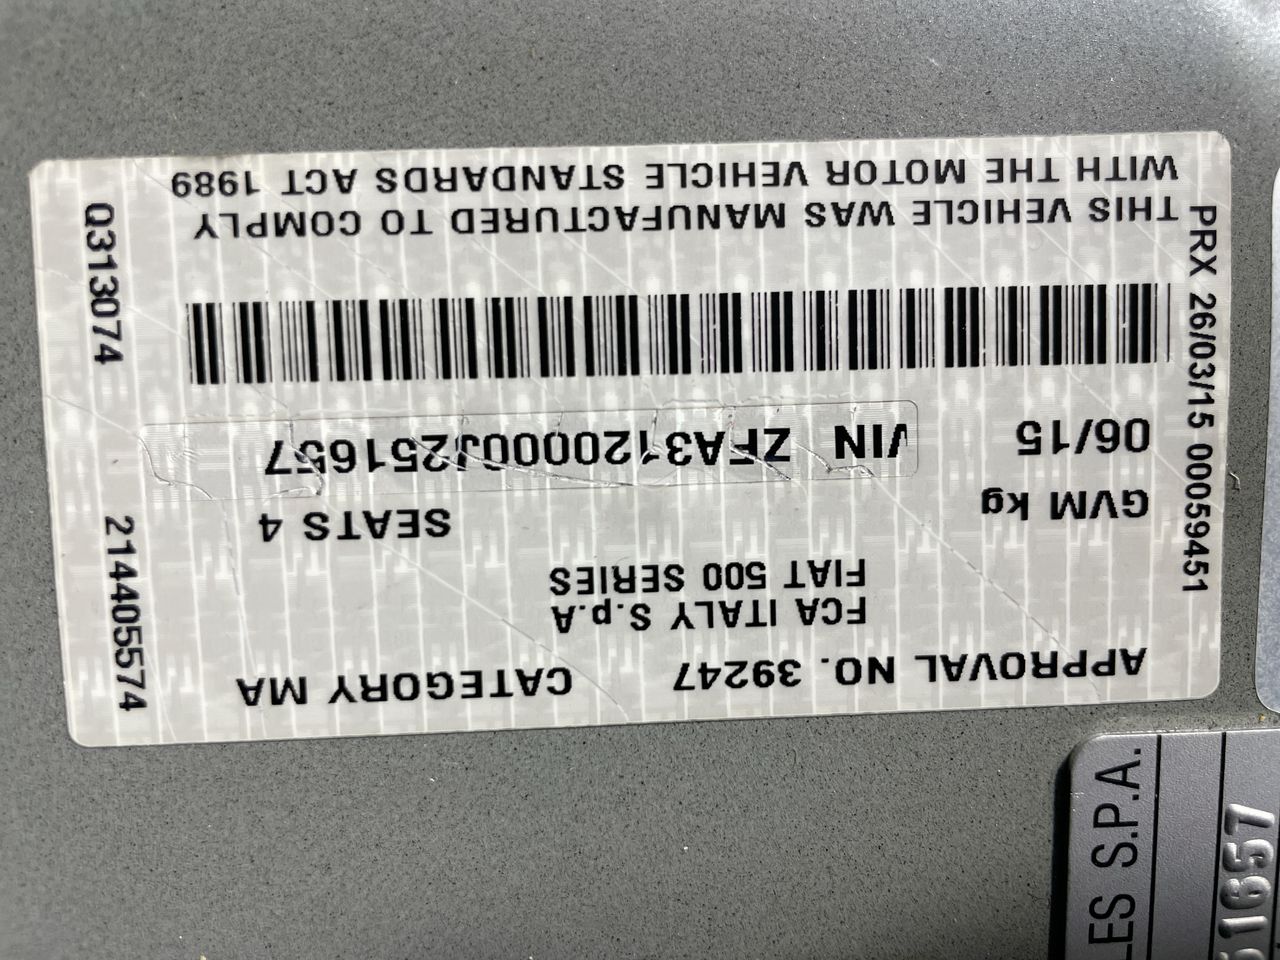 APPROVAL NO. 39247 CATEGORY MA
FCA ITALY S.p.A
FIAT 500 SERIES
GVM kg SEATS 4
06/15 VIN ZFA3120000J251657
THIS VEHICLE WAS MANUFACTURED TO COMPLY
WITH THE MOTOR VEHICLE STANDARDS ACT 1989
PRX 26/03/15 00059451
Q313074 2144055574
LES S.P.A.
51657